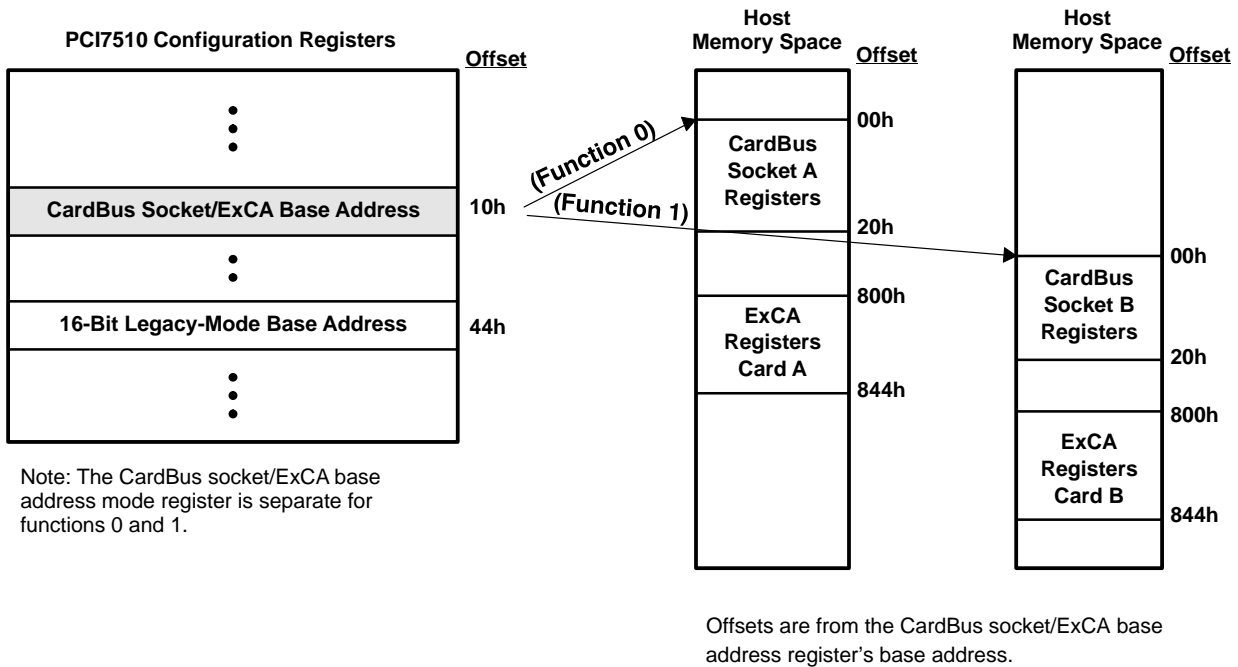 PCI7510 Configuration Registers
Offset
CardBus Socket/ExCA Base Address
10h
16-Bit Legacy-Mode Base Address
44h
Note: The CardBus socket/ExCA base
address mode register is separate for
functions 0 and 1.
(Function 0)
(Function 1)
Host
Memory Space
Offset
00h
CardBus
Socket A
Registers
20h
800h
ExCA
Registers
Card A
844h
Host
Memory Space
Offset
00h
CardBus
Socket B
Registers
20h
800h
ExCA
Registers
Card B
844h
Offsets are from the CardBus socket/ExCA base
address register's base address.